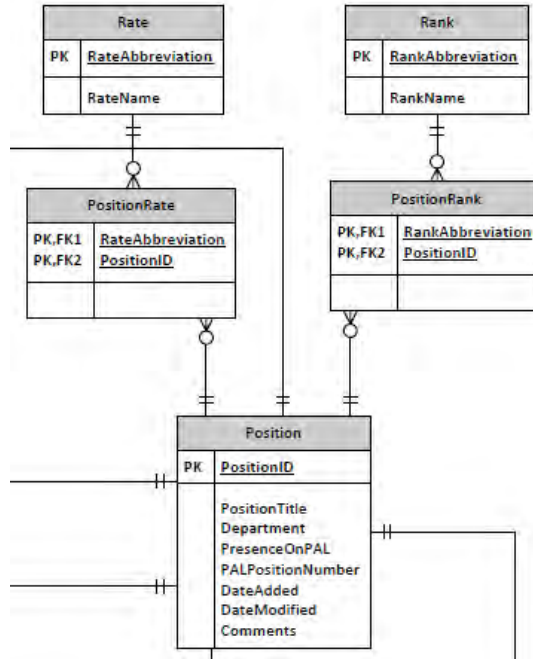 Rate
PK RateAbbreviation
RateName
Rank
PK RankAbbreviation
RankName
PositionRate
PK,FK1 RateAbbreviation
PK,FK2 PositionID
PositionRank
PK,FK1 RankAbbreviation
PK,FK2 PositionID
Position
PK PositionID
PositionTitle
Department
PresenceOnPAL
PALPositionNumber
DateAdded
DateModified
Comments